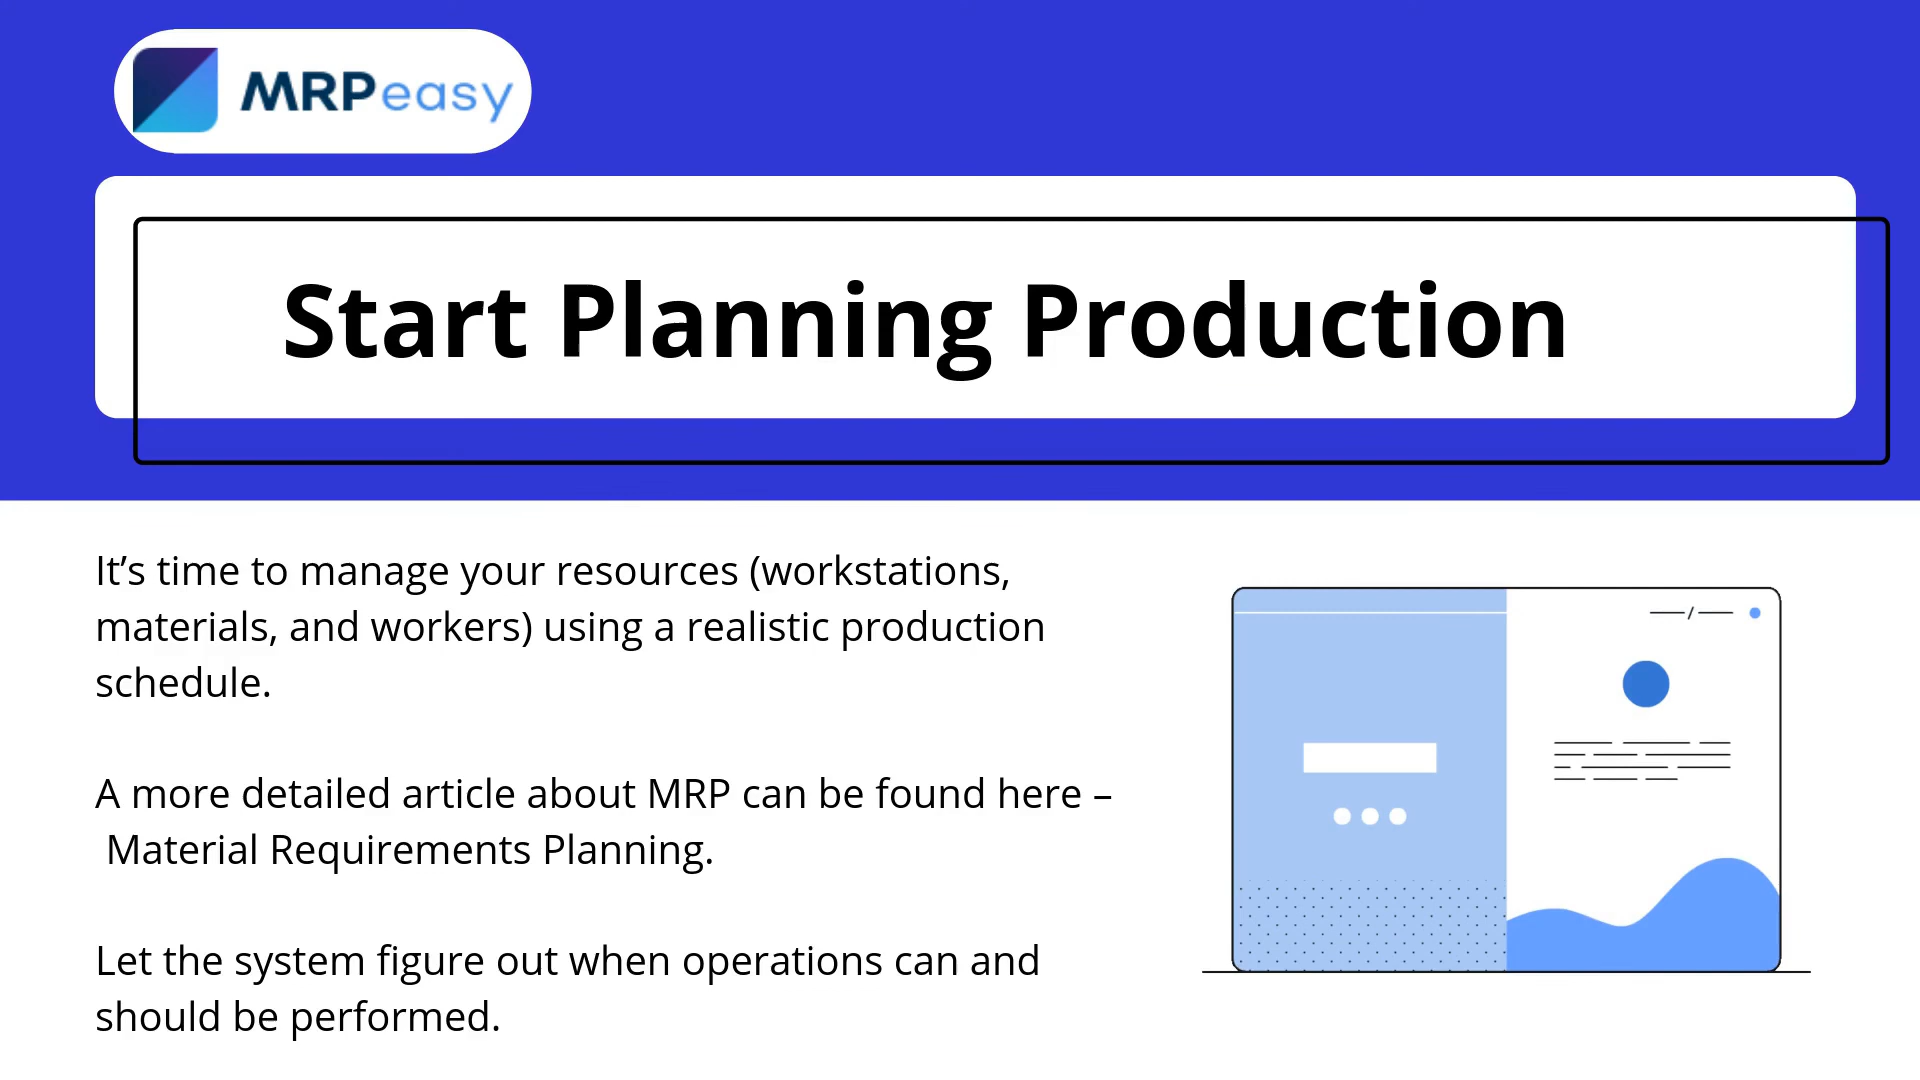 MRPeasy
Start Planning Production
It’s time to manage your resources (workstations,
materials, and workers) using a realistic production
schedule.
A more detailed article about MRP can be found here –
Material Requirements Planning.
Let the system figure out when operations can and
should be performed.